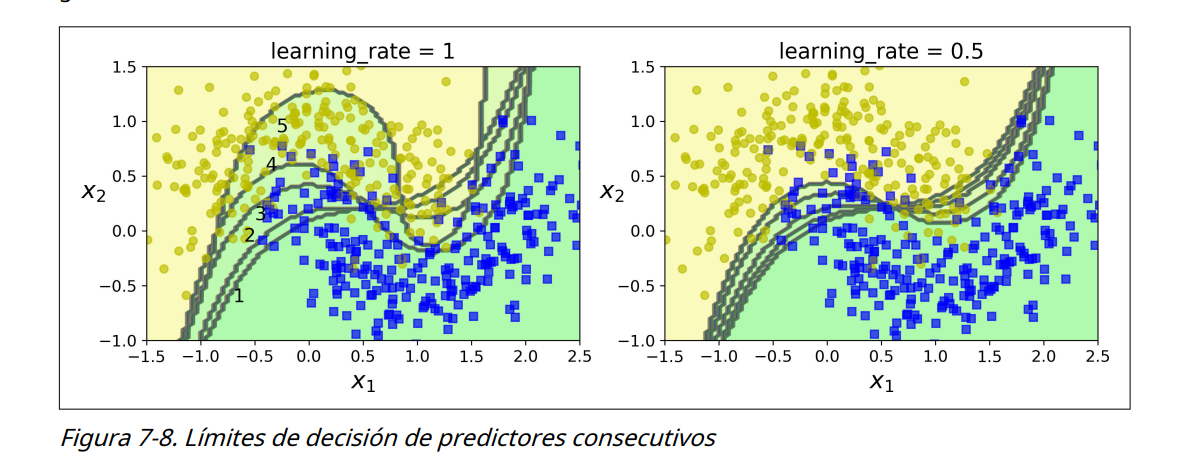 learning_rate = 1
learning_rate = 0.5
1.5
1.0
0.5
0.0
−0.5
−1.0
x2
5
4
3
2
1
−1.5 −1.0 −0.5 0.0 0.5 1.0 1.5 2.0 2.5
x1
1.5
1.0
0.5
0.0
−0.5
−1.0
x2
−1.5 −1.0 −0.5 0.0 0.5 1.0 1.5 2.0 2.5
x1
Figura 7-8. Límites de decisión de predictores consecutivos